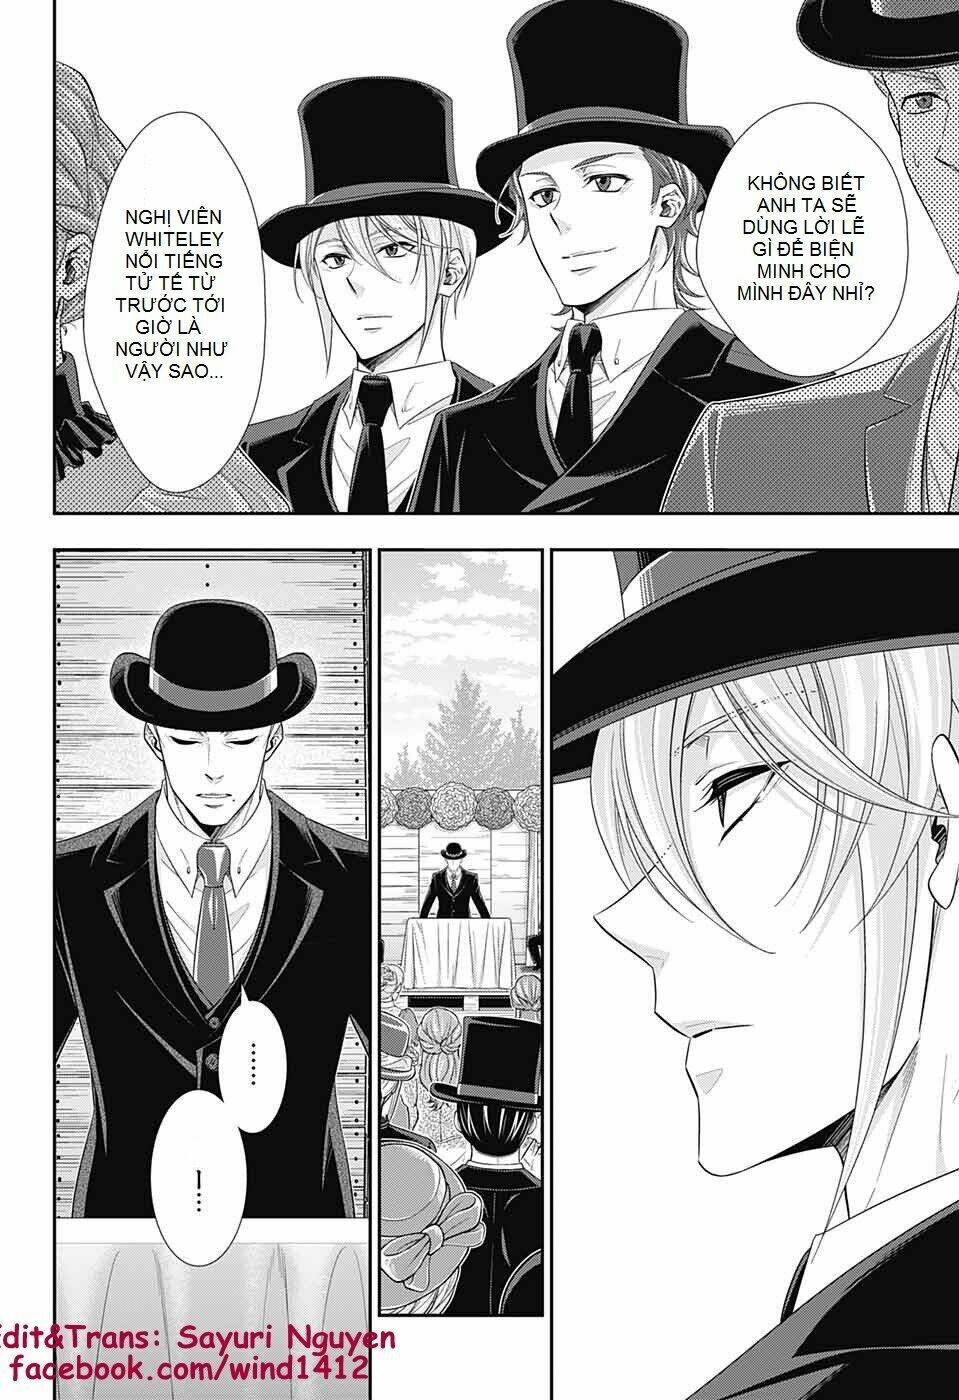 KHÔNG BIẾT
ANH TA SẼ
DÙNG LỜI LẼ
GÌ ĐỂ BIỆN
MINH CHO
MÌNH ĐÂY NHỈ?
NGHỊ VIÊN
WHITELEY
NỔI TIẾNG
TỬ TẾ TỪ
TRƯỚC TỚI
GIỜ LÀ
NGƯỜI NHƯ
VẬY SAO...
......
I....
Edit&Trans: Sayuri Nguyen
facebook.com/wind1412